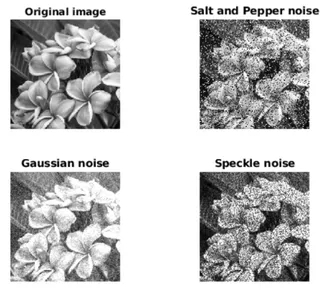 Original image
Salt and Pepper noise
Gaussian noise
Speckle noise